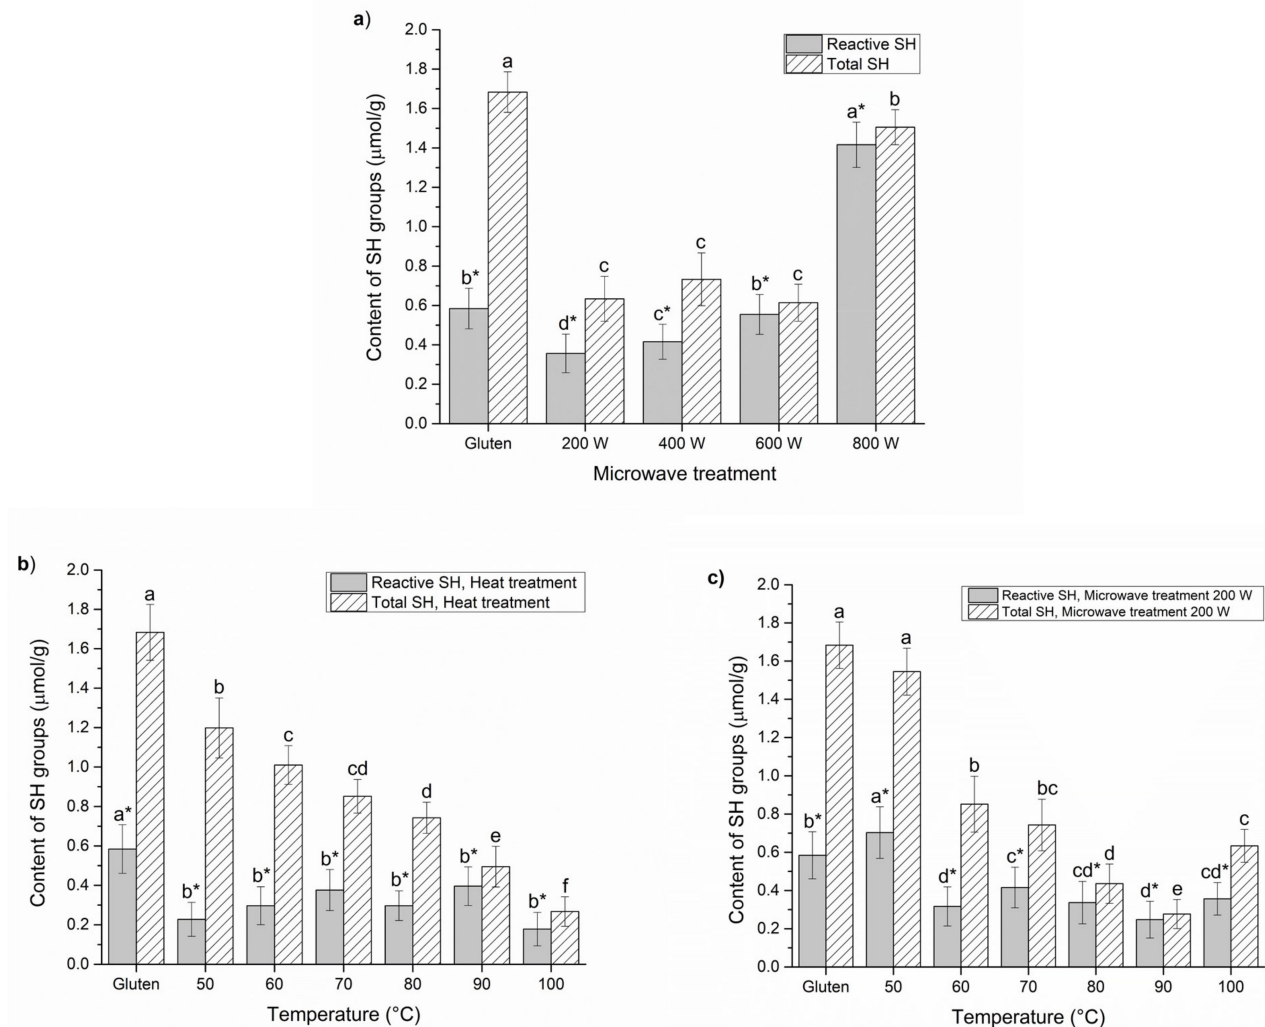 a)
Content of SH groups (μmol/g)
2.0
1.8
1.6
1.4
1.2
1.0
0.8
0.6
0.4
0.2
0.0
Reactive SH
Total SH
b* a
d* c
c* c
b* c
a* b
Gluten 200 W 400 W 600 W 800 W
Microwave treatment
b)
Content of SH groups (μmol/g)
2.0
1.8
1.6
1.4
1.2
1.0
0.8
0.6
0.4
0.2
0.0
Reactive SH, Heat treatment
Total SH, Heat treatment
a* a
b* b
b* c
b* cd
b* d
b* e
b* f
Gluten 50 60 70 80 90 100
Temperature (°C)
c)
Content of SH groups (μmol/g)
2.0
1.8
1.6
1.4
1.2
1.0
0.8
0.6
0.4
0.2
0.0
Reactive SH, Microwave treatment 200 W
Total SH, Microwave treatment 200 W
b* a
a* a
d* b
c* bc
cd* d
d* e
cd* c
Gluten 50 60 70 80 90 100
Temperature (°C)